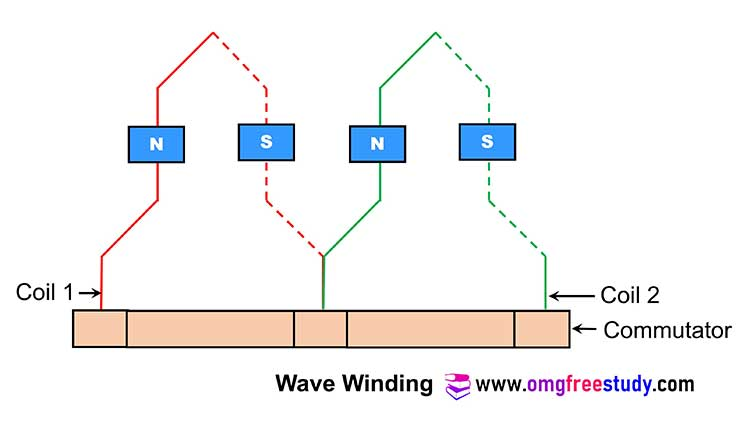 N S N S
Coil 1
Coil 2
Commutator
Wave Winding www.omgfreestudy.com